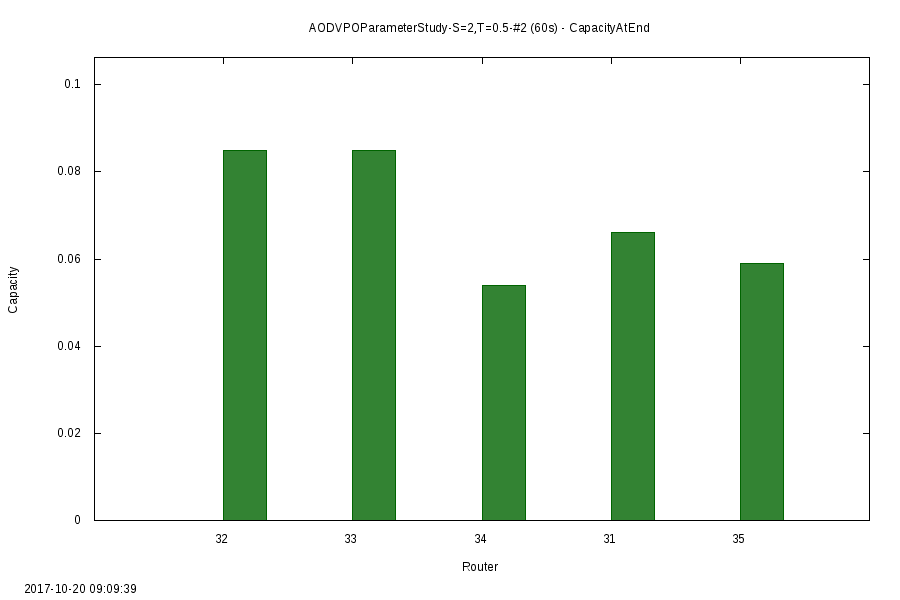 AODVPOParameterStudy-S=2,T=0.5-#2 (60s) - CapacityAtEnd
0.1
0.08
0.06
0.04
0.02
0
Capacity
32 33 34 31 35
Router
2017-10-20 09:09:39